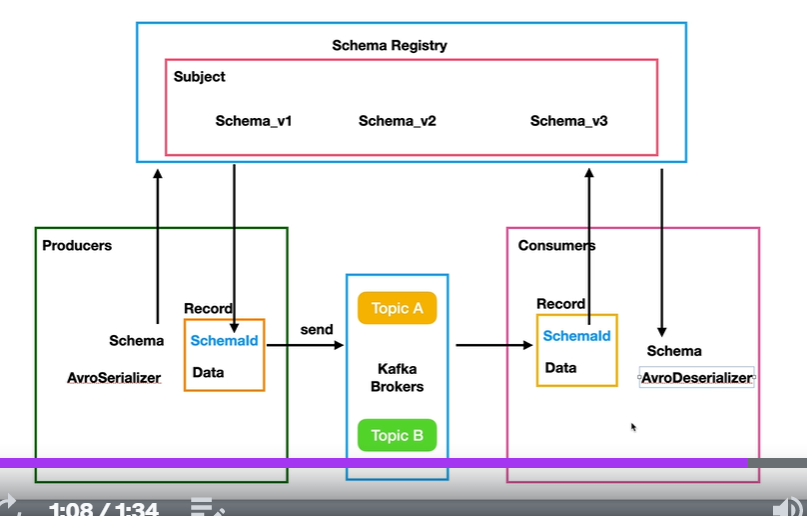 Schema Registry
Subject
Schema_v1 Schema_v2 Schema_v3
Producers
Schema
AvroSerializer
Record
SchemaId
Data
send
Topic A
Kafka
Brokers
Topic B
Consumers
Record
SchemaId
Data
Schema
AvroDeserializer
1:08 / 1:34